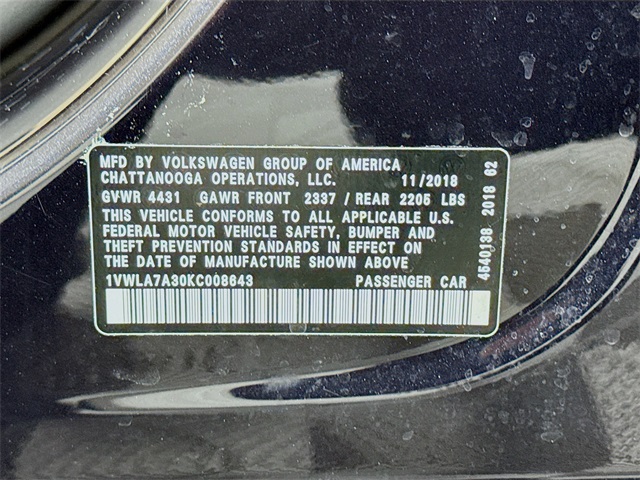 MFD BY VOLKSWAGEN GROUP OF AMERICA
CHATTANOOGA OPERATIONS, LLC. 11/2018
GVWR 4431 GAWR FRONT 2337 / REAR 2205 LBS
THIS VEHICLE CONFORMS TO ALL APPLICABLE U.S.
FEDERAL MOTOR VEHICLE SAFETY, BUMPER AND
THEFT PREVENTION STANDARDS IN EFFECT ON
THE DATE OF MANUFACTURE SHOWN ABOVE
1VWLA7A30KC008643 PASSENGER CAR
4540138 2018 62